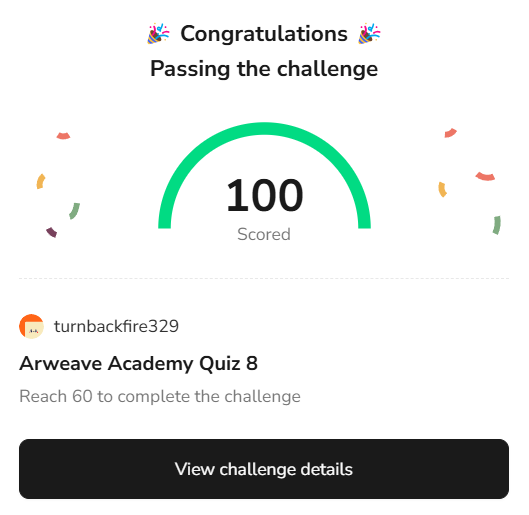 🎉 Congratulations 🎉
Passing the challenge
100
Scored
turnbackfire329
Arweave Academy Quiz 8
Reach 60 to complete the challenge
View challenge details